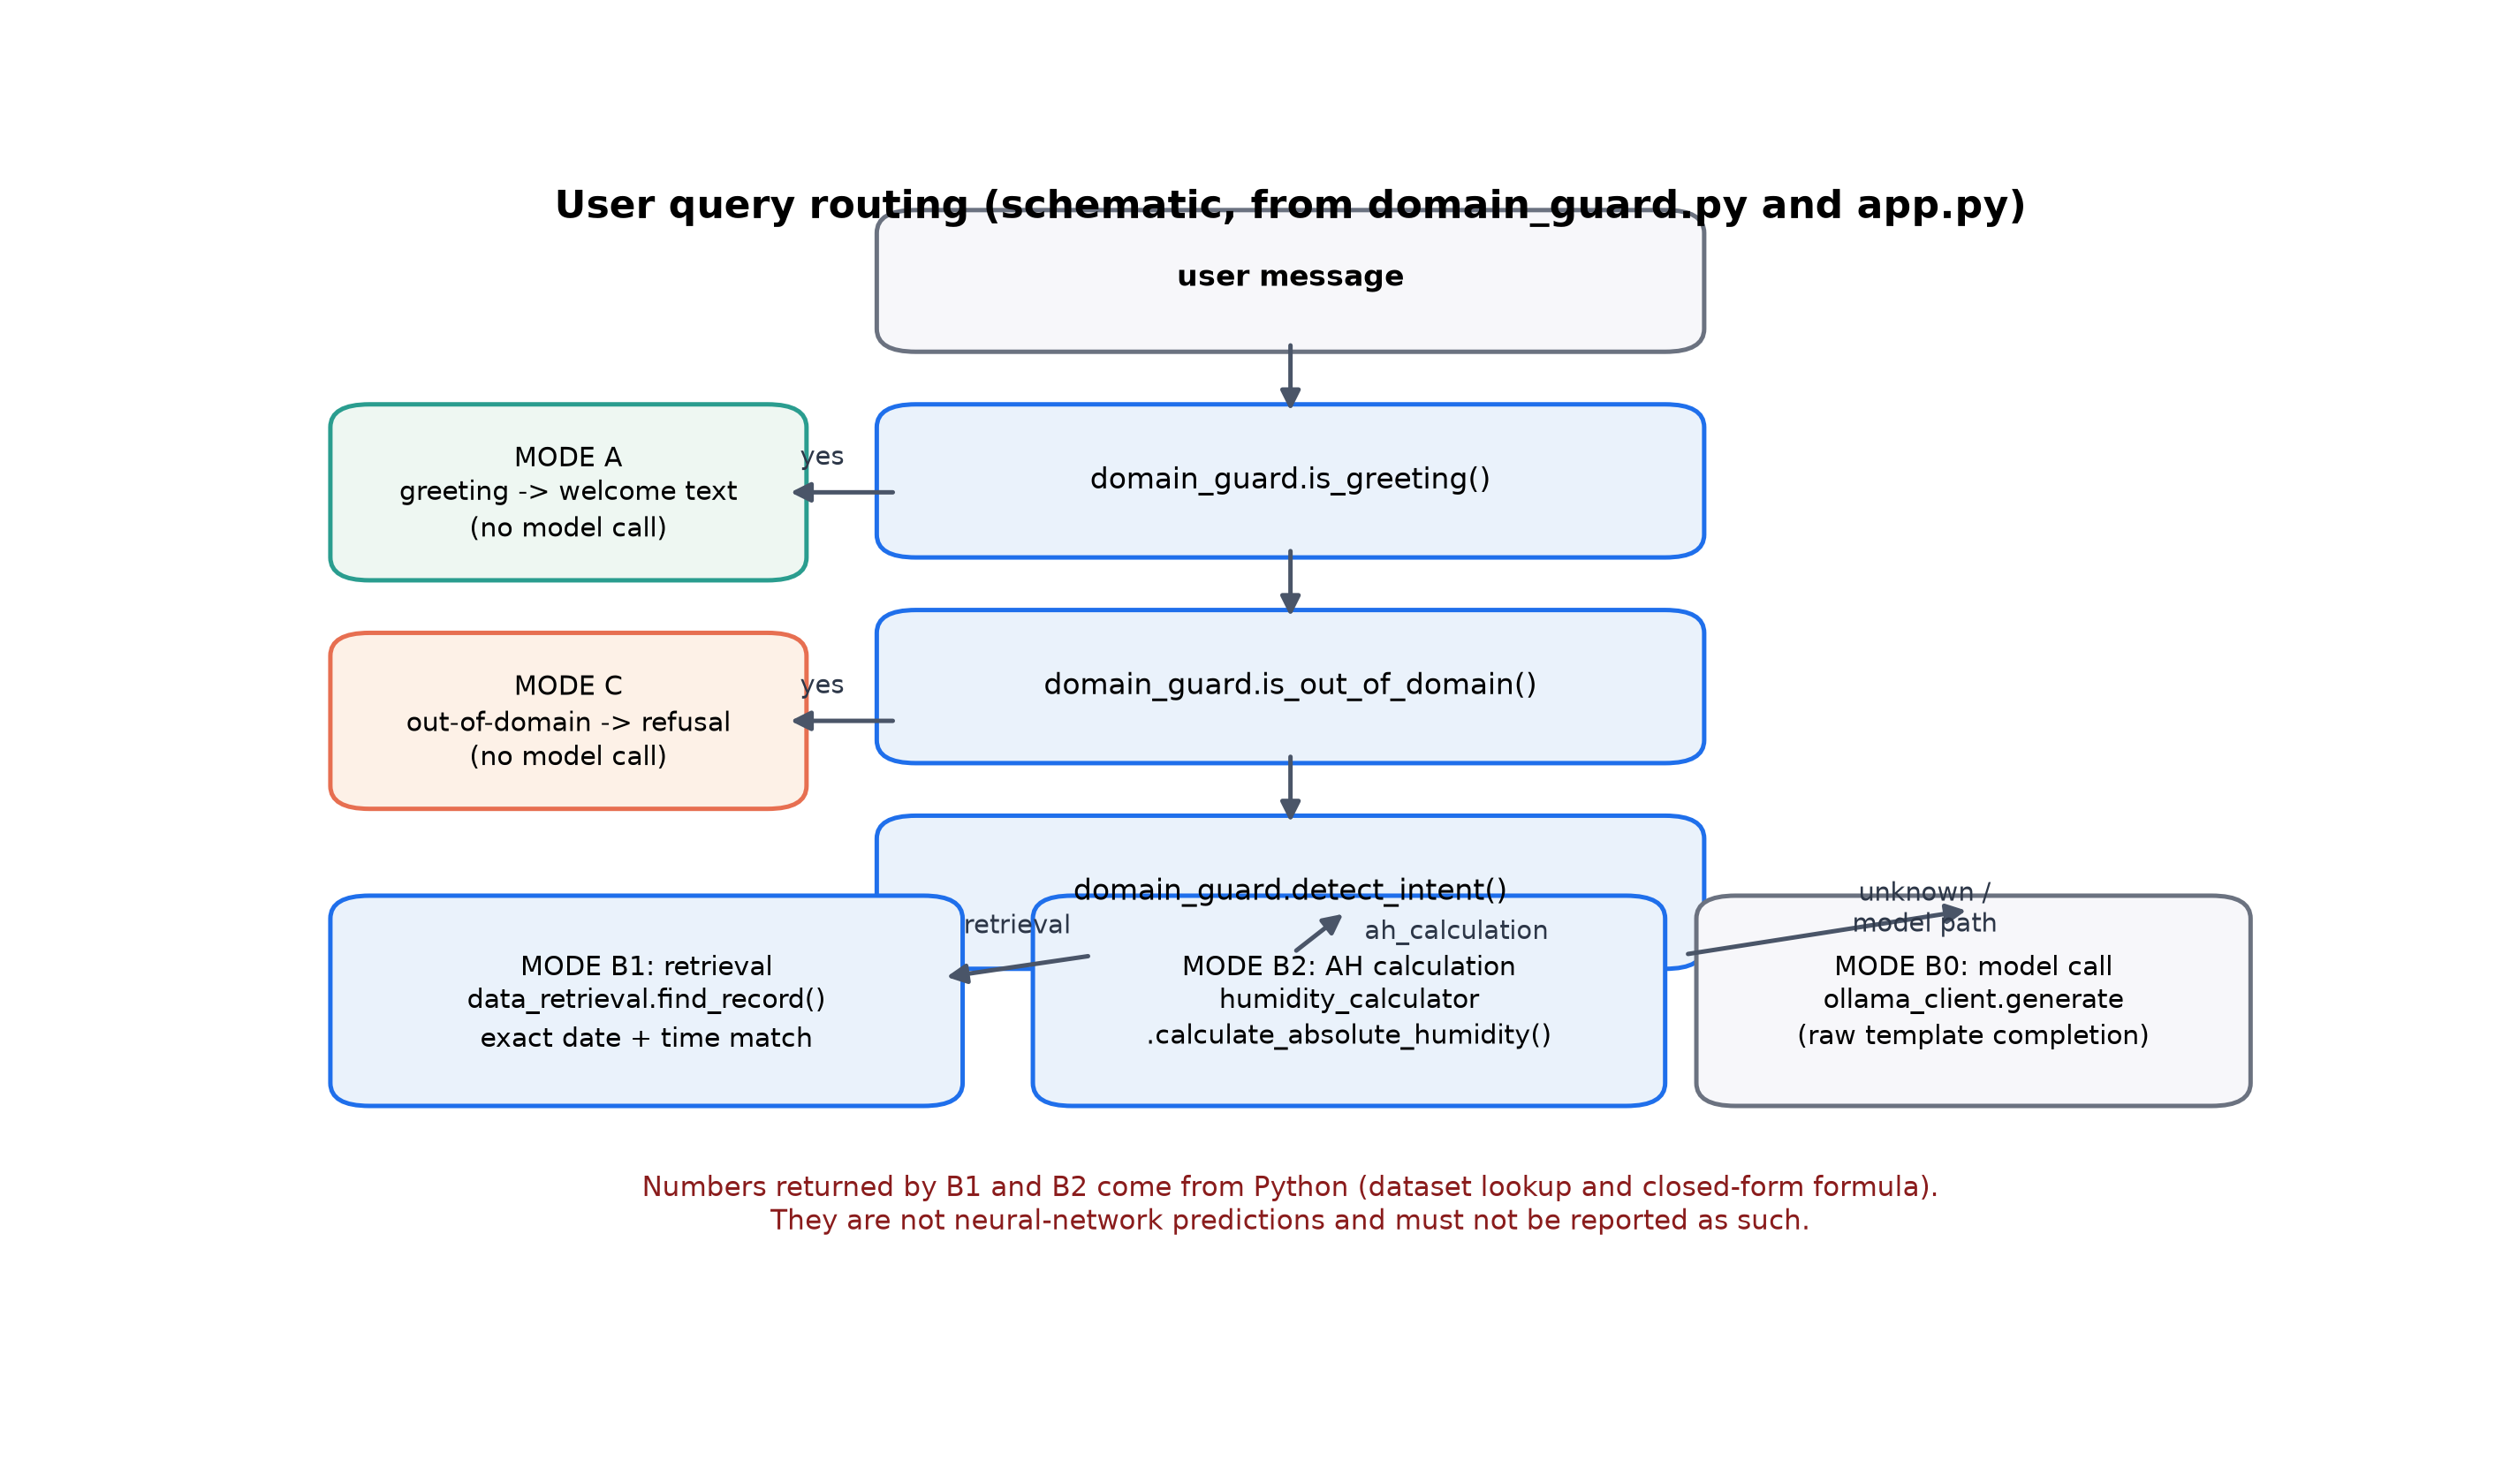 User query routing (schematic, from domain_guard.py and app.py)
user message
domain_guard.is_greeting()
yes
MODE A
greeting -> welcome text
(no model call)
domain_guard.is_out_of_domain()
yes
MODE C
out-of-domain -> refusal
(no model call)
domain_guard.detect_intent()
retrieval
ah_calculation
unknown /
model path
MODE B1: retrieval
data_retrieval.find_record()
exact date + time match
MODE B2: AH calculation
humidity_calculator
.calculate_absolute_humidity()
MODE B0: model call
ollama_client.generate
(raw template completion)
Numbers returned by B1 and B2 come from Python (dataset lookup and closed-form formula).
They are not neural-network predictions and must not be reported as such.